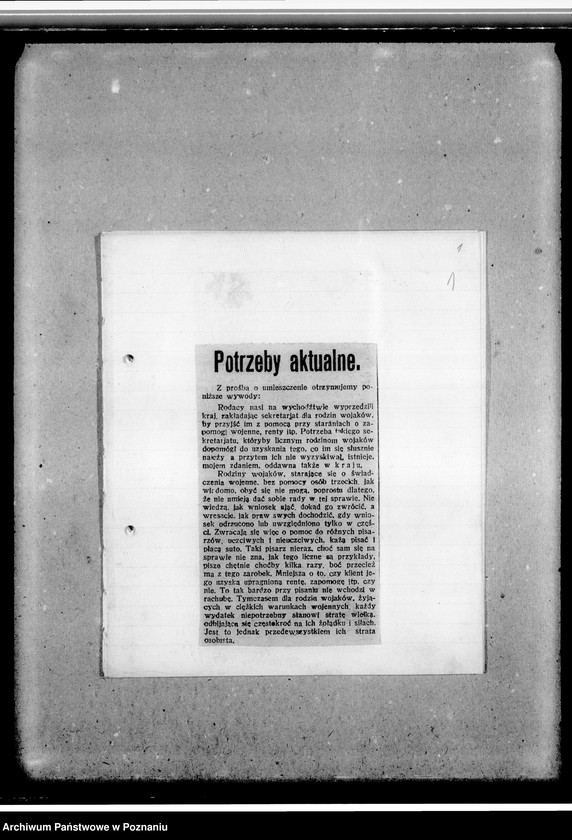 1
1
Potrzeby aktualne.
Z prośbą o umieszczenie otrzymujemy po-
niższe wywody:
Rodacy nasi na wychodźtwie wyprzedzili
kraj, zakładając sekretarjat dla rodzin wojaków,
by przyjść im z pomocą przy staraniach o za-
pomogi wojenne, renty itp. Potrzeba takiego se-
kretarjatu, któryby licznym rodzinom wojaków
dopomógł do uzyskania tego, co im się słusznie
należy a przytem ich nie wyzyskiwał, istnieje,
mojem zdaniem, oddawna także w kraju.
Rodziny wojaków, starające się o świad-
czenia wojenne, bez pomocy osób trzecich, jak
wiadomo, obyć się nie mogą, poprostu dlatego,
że nie umieją dać sobie rady w tej sprawie. Nie
wiedzą, jak wniosek ująć, dokąd go zwrócić, a
wreszcie, jak praw swych dochodzić, gdy wnio-
sek odrzucono lub uwzględniono tylko w częś-
ci. Zwracają się więc o pomoc do różnych pisa-
rzów, uczciwych i nieuczciwych, każą pisać i
płacą suto. Taki pisarz nieraz, choć sam się na
sprawie nie zna, jak tego liczne są przykłady,
pisze chętnie choćby kilka razy, boć przecież
ma z tego zarobek. Mniejsza o to, czy klient je-
go uzyska upragnioną rentę, zapomogę itp. czy
nie. To tak bardzo przy pisaniu nie wchodzi w
rachubę. Tymczasem dla rodzin wojaków, żyją-
cych w ciężkich warunkach wojennych, każdy
wydatek niepotrzebny stanowi stratę wielką,
odbijającą się częstokroć na ich żołądku i siłach.
Jest to jednak przedewszystkiem ich strata
osobista.
Archiwum Państwowe w Poznaniu